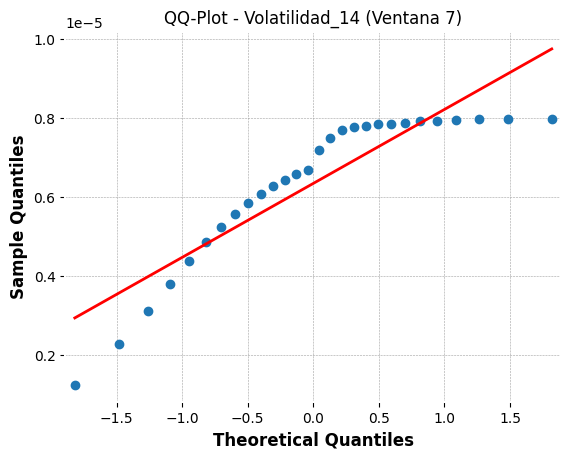 QQ-Plot - Volatilidad_14 (Ventana 7)
1e−5
1.0
0.8
0.6
0.4
0.2
Sample Quantiles
−1.5 −1.0 −0.5 0.0 0.5 1.0 1.5
Theoretical Quantiles